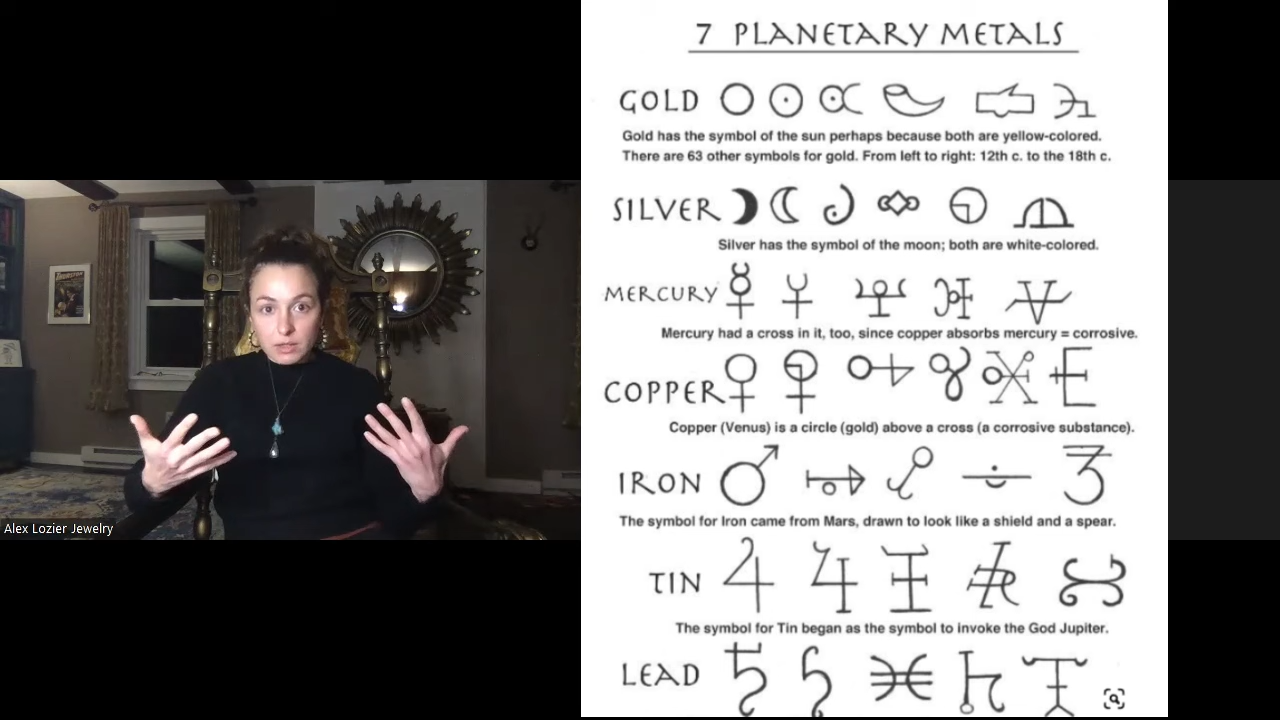 7 PLANETARY METALS
GOLD
Gold has the symbol of the sun perhaps because both are yellow-colored.
There are 63 other symbols for gold. From left to right: 12th c. to the 18th c.
SILVER
Silver has the symbol of the moon; both are white-colored.
MERCURY
Mercury had a cross in it, too, since copper absorbs mercury = corrosive.
COPPER
Copper (Venus) is a circle (gold) above a cross (a corrosive substance).
IRON
The symbol for Iron came from Mars, drawn to look like a shield and a spear.
TIN
The symbol for Tin began as the symbol to invoke the God Jupiter.
LEAD
Alex Lozier Jewelry